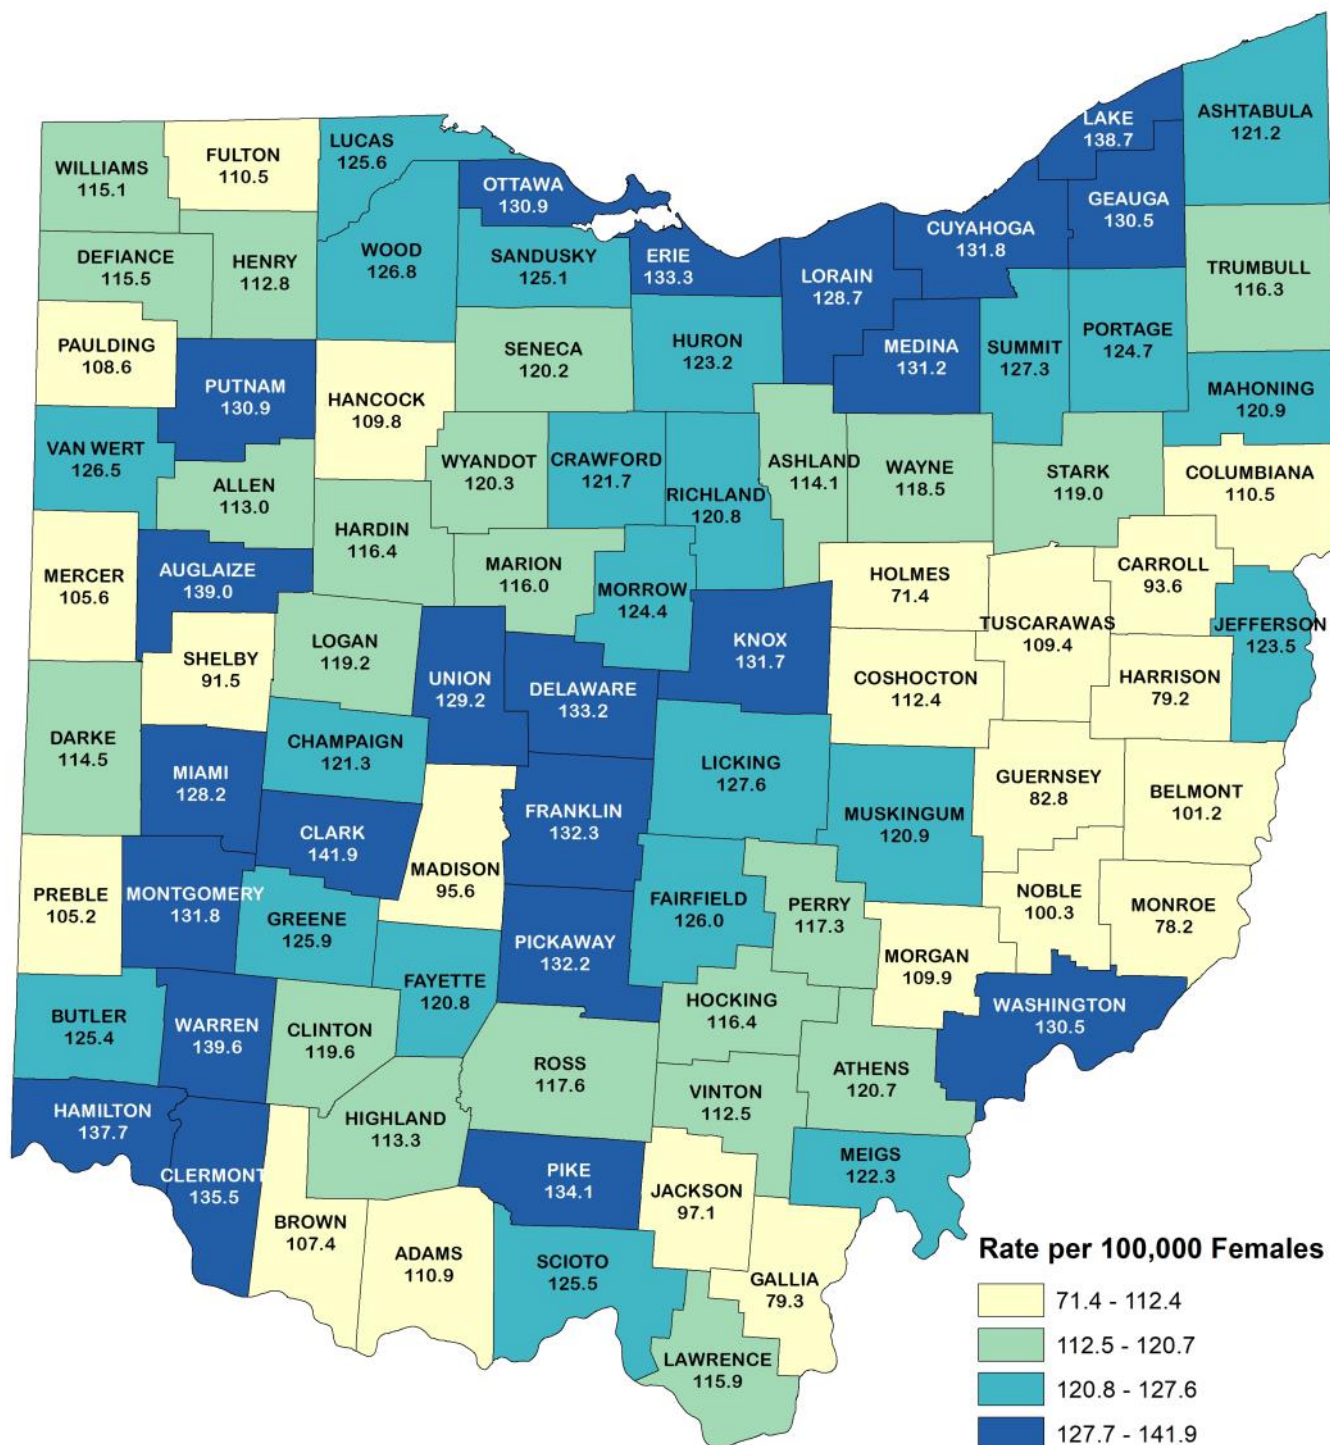 LAKE
138.7
ASHTABULA
121.2
WILLIAMS
115.1
FULTON
110.5
LUCAS
125.6
OTTAWA
130.9
GEAUGA
130.5
CUYAHOGA
131.8
DEFIANCE
115.5
HENRY
112.8
WOOD
126.8
SANDUSKY
125.1
ERIE
133.3
LORAIN
128.7
TRUMBULL
116.3
PAULDING
108.6
PUTNAM
130.9
HANCOCK
109.8
SENECA
120.2
HURON
123.2
MEDINA
131.2
SUMMIT
127.3
PORTAGE
124.7
MAHONING
120.9
VAN WERT
126.5
ALLEN
113.0
WYANDOT
120.3
CRAWFORD
121.7
RICHLAND
120.8
ASHLAND
114.1
WAYNE
118.5
STARK
119.0
COLUMBIANA
110.5
MERCER
105.6
AUGLAIZE
139.0
HARDIN
116.4
MARION
116.0
MORROW
124.4
HOLMES
71.4
TUSCARAWAS
109.4
CARROLL
93.6
JEFFERSON
123.5
SHELBY
91.5
LOGAN
119.2
UNION
129.2
DELAWARE
133.2
KNOX
131.7
COSHOCTON
112.4
HARRISON
79.2
DARKE
114.5
MIAMI
128.2
CHAMPAIGN
121.3
LICKING
127.6
MUSKINGUM
120.9
GUERNSEY
82.8
BELMONT
101.2
CLARK
141.9
MADISON
95.6
FRANKLIN
132.3
PREBLE
105.2
MONTGOMERY
131.8
GREENE
125.9
FAIRFIELD
126.0
PERRY
117.3
MORGAN
109.9
NOBLE
100.3
MONROE
78.2
PICKAWAY
132.2
FAYETTE
120.8
BUTLER
125.4
WARREN
139.6
CLINTON
119.6
ROSS
117.6
HOCKING
116.4
ATHENS
120.7
WASHINGTON
130.5
HAMILTON
137.7
CLERMONT
135.5
HIGHLAND
113.3
VINTON
112.5
MEIGS
122.3
BROWN
107.4
ADAMS
110.9
PIKE
134.1
SCIOTO
125.5
JACKSON
97.1
GALLIA
79.3
LAWRENCE
115.9
Rate per 100,000 Females
71.4 - 112.4
112.5 - 120.7
120.8 - 127.6
127.7 - 141.9